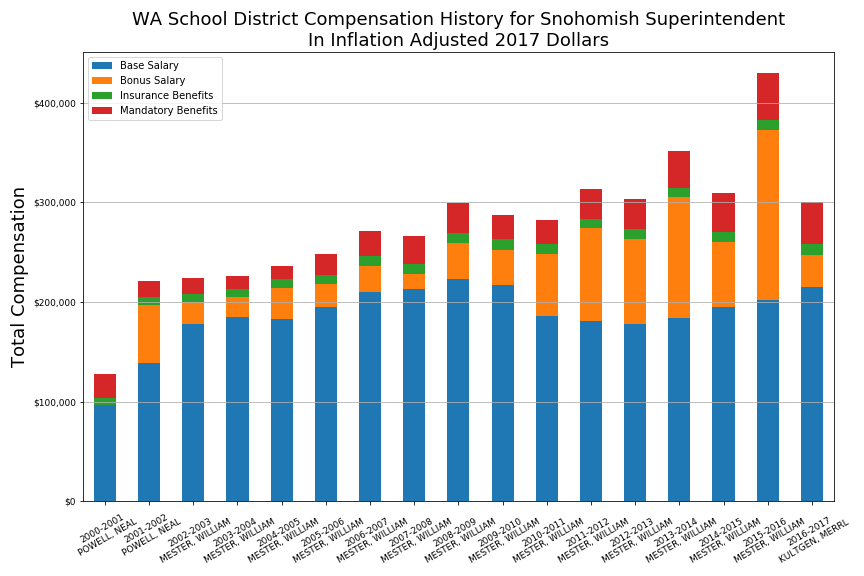 WA School District Compensation History for Snohomish Superintendent
In Inflation Adjusted 2017 Dollars
Base Salary
Bonus Salary
Insurance Benefits
Mandatory Benefits
Total Compensation
$400,000
$300,000
$200,000
$100,000
$0
2000-2001
POWELL, NEAL
2001-2002
POWELL, NEAL
2002-2003
MESTER, WILLIAM
2003-2004
MESTER, WILLIAM
2004-2005
MESTER, WILLIAM
2005-2006
MESTER, WILLIAM
2006-2007
MESTER, WILLIAM
2007-2008
MESTER, WILLIAM
2008-2009
MESTER, WILLIAM
2009-2010
MESTER, WILLIAM
2010-2011
MESTER, WILLIAM
2011-2012
MESTER, WILLIAM
2012-2013
MESTER, WILLIAM
2013-2014
MESTER, WILLIAM
2014-2015
MESTER, WILLIAM
2015-2016
MESTER, WILLIAM
2016-2017
KULTGEN, MERRL